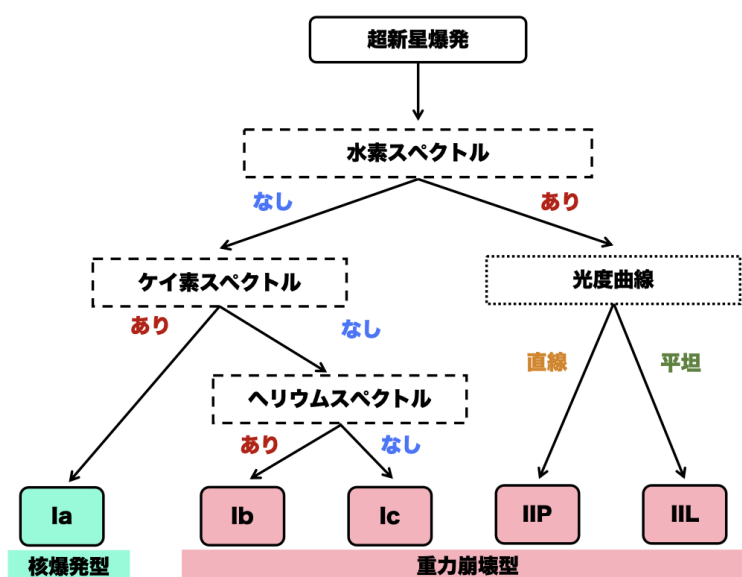 超新星爆発
水素スペクトル
なし
あり
ケイ素スペクトル
光度曲線
あり
なし
直線
平坦
ヘリウムスペクトル
あり
なし
Ia
Ib
Ic
IIP
IIL
核爆発型
重力崩壊型